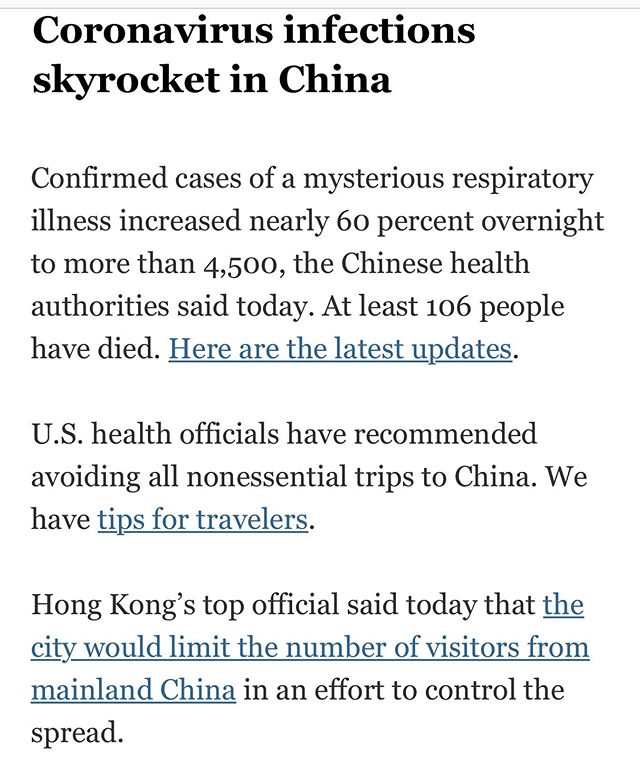 Coronavirus infections
skyrocket in China
Confirmed cases of a mysterious respiratory
illness increased nearly 60 percent overnight
to more than 4,500, the Chinese health
authorities said today. At least 106 people
have died. Here are the latest updates.
U.S. health officials have recommended
avoiding all nonessential trips to China. We
have tips for travelers.
Hong Kong’s top official said today that the
city would limit the number of visitors from
mainland China in an effort to control the
spread.